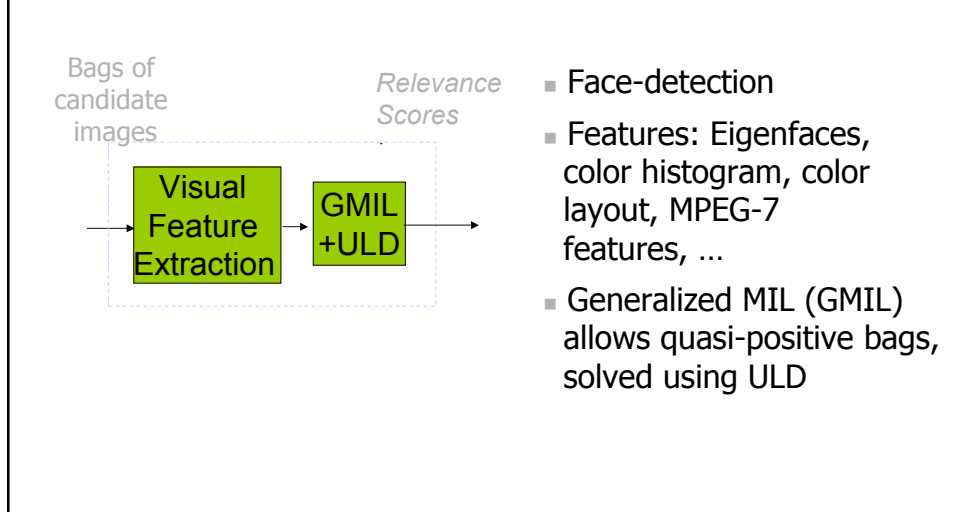 Bags of
candidate
images
Relevance
Scores
Visual
Feature
Extraction
GMIL
+ULD
Face-detection
Features: Eigenfaces,
color histogram, color
layout, MPEG-7
features, …
Generalized MIL (GMIL)
allows quasi-positive bags,
solved using ULD